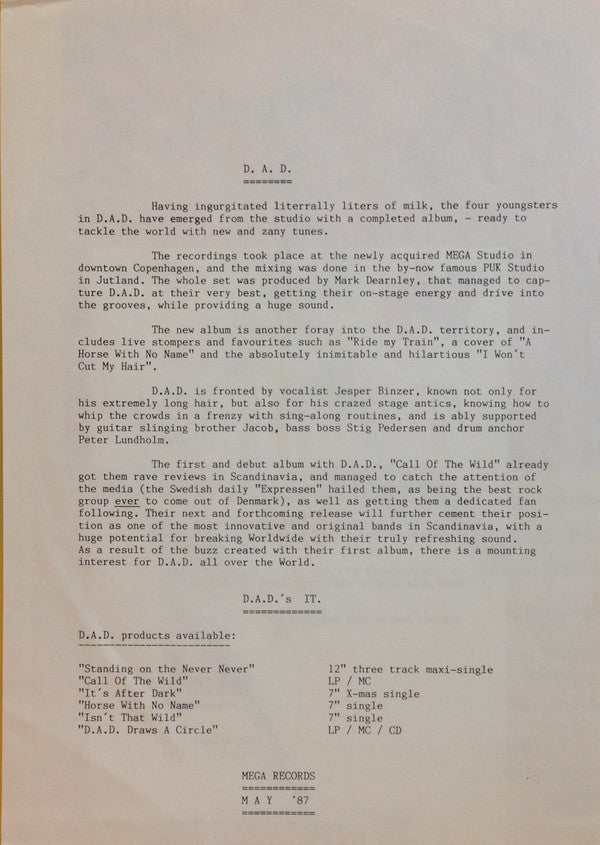 D. A. D.
========
Having ingurgitated literrally liters of milk, the four youngsters
in D.A.D. have emerged from the studio with a completed album, - ready to
tackle the world with new and zany tunes.
The recordings took place at the newly acquired MEGA Studio in
downtown Copenhagen, and the mixing was done in the by-now famous PUK Studio
in Jutland. The whole set was produced by Mark Dearnley, that managed to cap-
ture D.A.D. at their very best, getting their on-stage energy and drive into
the grooves, while providing a huge sound.
The new album is another foray into the D.A.D. territory, and in-
cludes live stompers and favourites such as "Ride my Train", a cover of "A
Horse With No Name" and the absolutely inimitable and hilartious "I Won´t
Cut My Hair".
D.A.D. is fronted by vocalist Jesper Binzer, known not only for
his extremely long hair, but also for his crazed stage antics, knowing how to
whip the crowds in a frenzy with sing-along routines, and is ably supported
by guitar slinging brother Jacob, bass boss Stig Pedersen and drum anchor
Peter Lundholm.
The first and debut album with D.A.D., "Call Of The Wild" already
got them rave reviews in Scandinavia, and managed to catch the attention of
the media (the Swedish daily "Expressen" hailed them, as being the best rock
group ever to come out of Denmark), as well as getting them a dedicated fan
following. Their next and forthcoming release will further cement their posi-
tion as one of the most innovative and original bands in Scandinavia, with a
huge potential for breaking Worldwide with their truly refreshing sound.
As a result of the buzz created with their first album, there is a mounting
interest for D.A.D. all over the World.
D.A.D.´s IT.
=============
D.A.D. products available:
--------------------------
"Standing on the Never Never" 12" three track maxi-single
"Call Of The Wild" LP / MC
"It´s After Dark" 7" X-mas single
"Horse With No Name" 7" single
"Isn´t That Wild" 7" single
"D.A.D. Draws A Circle" LP / MC / CD
MEGA RECORDS
============
M A Y ´87
============